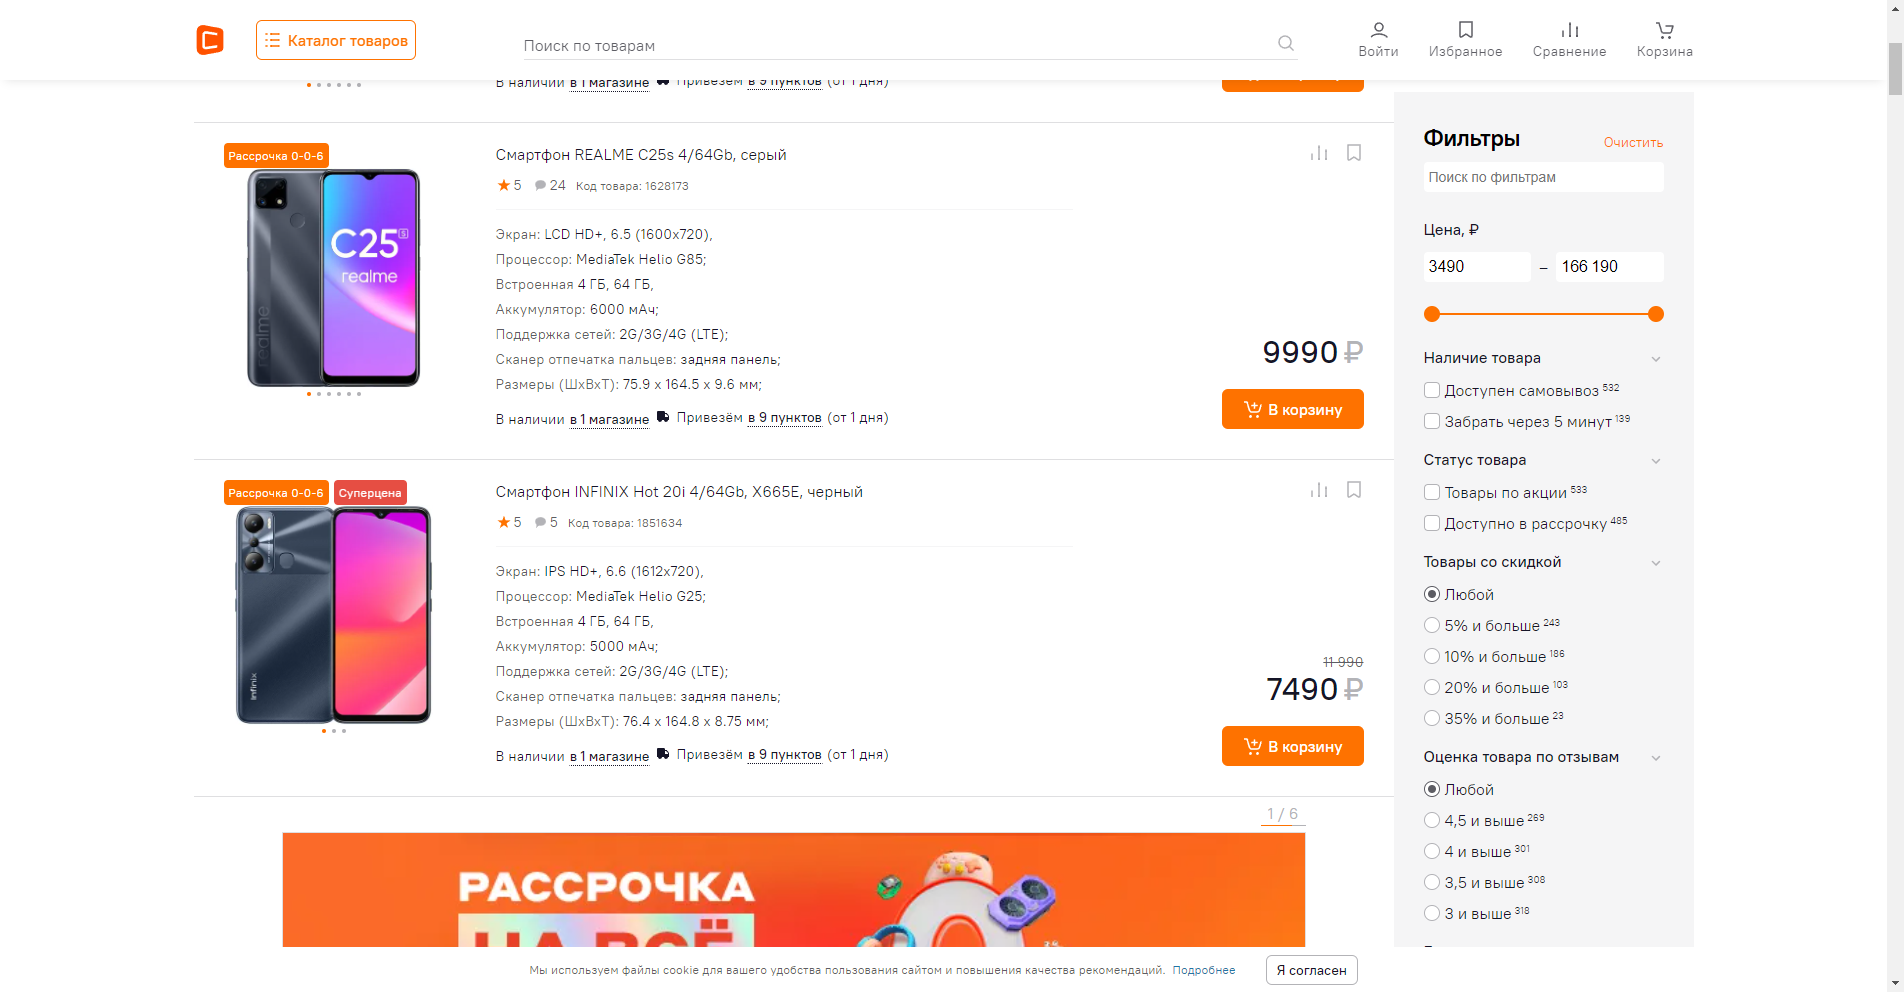 Каталог товаров
Поиск по товарам
Войти
Избранное
Сравнение
Корзина
В наличии в 1 магазине Привезём в 9 пунктов (от 1 дня)
Рассрочка 0-0-6
C25s
realme
realme
Смартфон REALME C25s 4/64Gb, серый
5 24 Код товара: 1628173
Экран: LCD HD+, 6.5 (1600x720),
Процессор: MediaTek Helio G85;
Встроенная 4 ГБ, 64 ГБ,
Аккумулятор: 6000 мАч;
Поддержка сетей: 2G/3G/4G (LTE);
Сканер отпечатка пальцев: задняя панель;
Размеры (ШxВxТ): 75.9 x 164.5 x 9.6 мм;
В наличии в 1 магазине Привезём в 9 пунктов (от 1 дня)
9990 ₽
В корзину
Рассрочка 0-0-6 Суперцена
Infinix
Смартфон INFINIX Hot 20i 4/64Gb, X665E, черный
5 5 Код товара: 1851634
Экран: IPS HD+, 6.6 (1612x720),
Процессор: MediaTek Helio G25;
Встроенная 4 ГБ, 64 ГБ,
Аккумулятор: 5000 мАч;
Поддержка сетей: 2G/3G/4G (LTE);
Сканер отпечатка пальцев: задняя панель;
Размеры (ШxВxТ): 76.4 x 164.8 x 8.75 мм;
В наличии в 1 магазине Привезём в 9 пунктов (от 1 дня)
11 990
7490 ₽
В корзину
1 / 6
РАССРОЧКА
НА ВСЁ
Фильтры
Очистить
Поиск по фильтрам
Цена, ₽
3490 – 166 190
Наличие товара
Доступен самовывоз 532
Забрать через 5 минут 139
Статус товара
Товары по акции 533
Доступно в рассрочку 485
Товары со скидкой
Любой
5% и больше 243
10% и больше 186
20% и больше 103
35% и больше 23
Оценка товара по отзывам
Любой
4,5 и выше 269
4 и выше 301
3,5 и выше 308
3 и выше 318
Мы используем файлы cookie для вашего удобства пользования сайтом и повышения качества рекомендаций. Подробнее
Я согласен